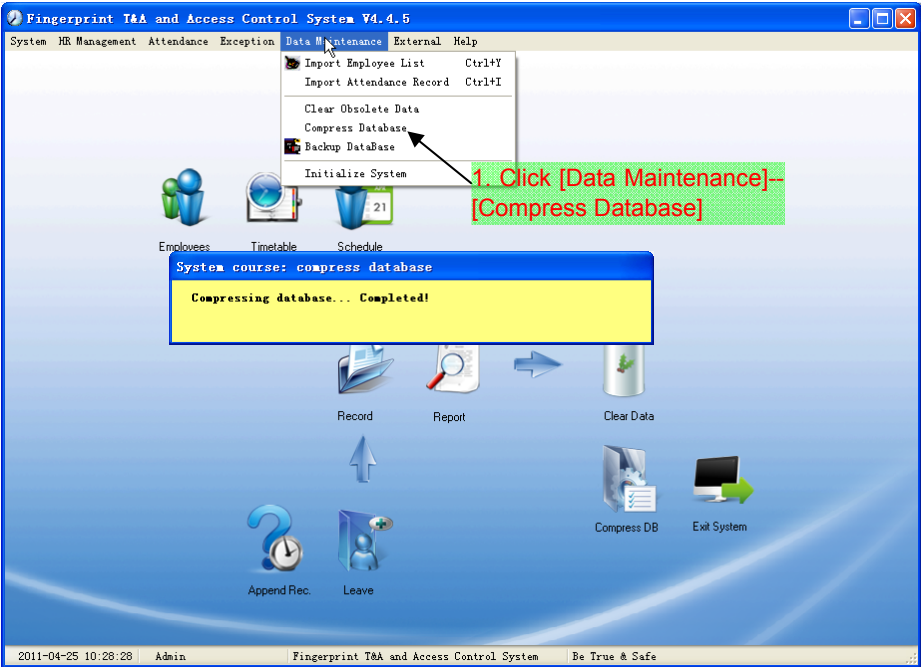 Fingerprint T&A and Access Control System V4.4.5
System HR Management Attendance Exception Data Maintenance External Help
Import Employee List Ctrl+Y
Import Attendance Record Ctrl+I
Clear Obsolete Data
Compress Database
Backup DataBase
Initialize System
1. Click [Data Maintenance]--
[Compress Database]
21
Employees Timetable Schedule
System course: compress database
Compressing database... Completed!
Record Report Clear Data
Compress DB Exit System
Append Rec. Leave
2011-04-25 10:28:28 Admin Fingerprint T&A and Access Control System Be True & Safe